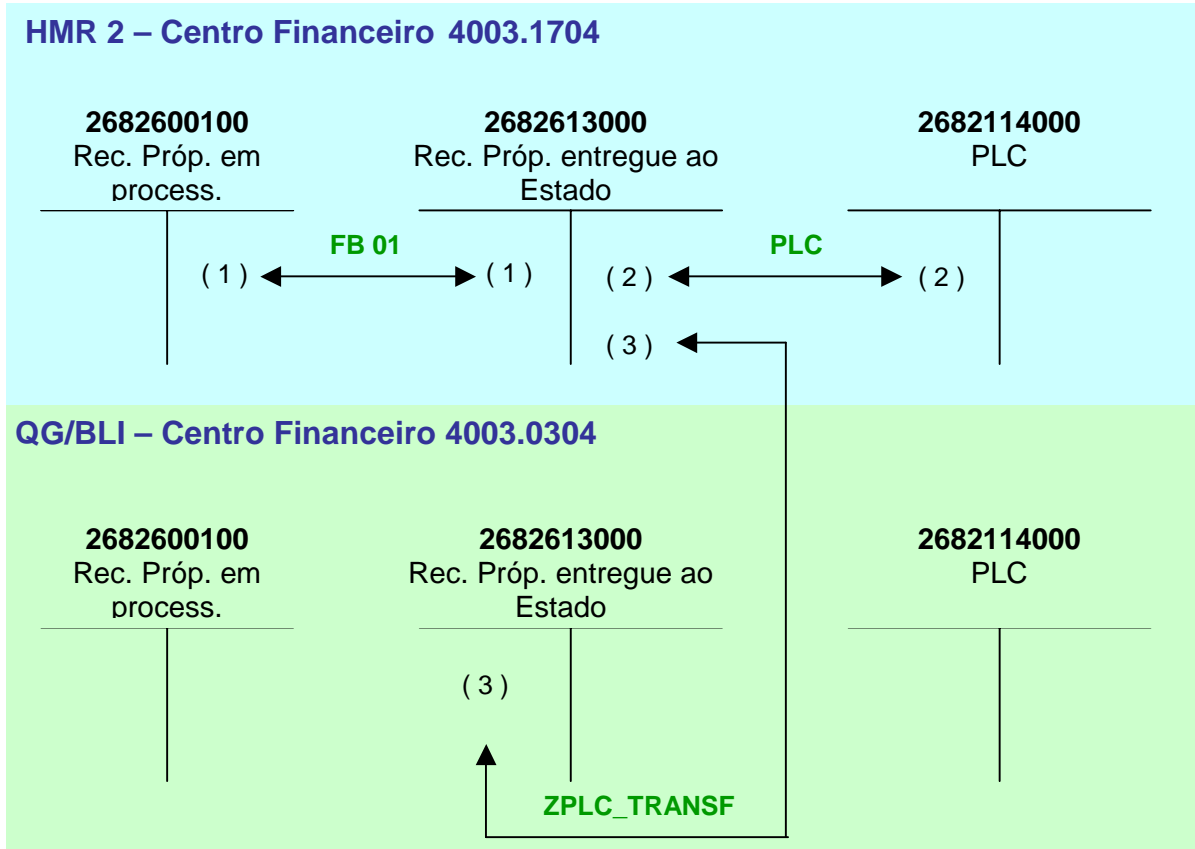 HMR 2 – Centro Financeiro 4003.1704
2682600100
Rec. Próp. em
process.
2682613000
Rec. Próp. entregue ao
Estado
2682114000
PLC
FB 01
PLC
( 1 )
( 1 )
( 2 )
( 2 )
( 3 )
QG/BLI – Centro Financeiro 4003.0304
2682600100
Rec. Próp. em
process.
2682613000
Rec. Próp. entregue ao
Estado
2682114000
PLC
( 3 )
ZPLC_TRANSF